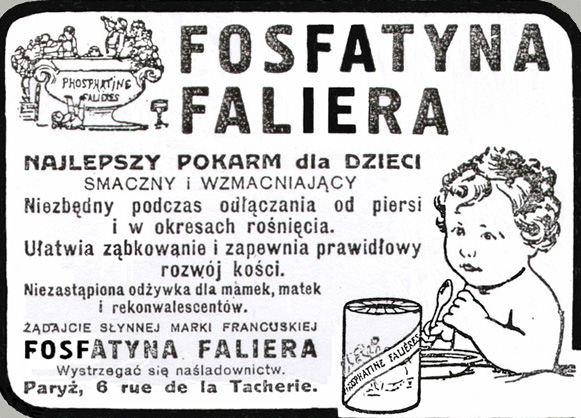 FOSFATYNA
FALIERA
PHOSPHATINE
FALIÈRES
NAJLEPSZY POKARM dla DZIECI
SMACZNY i WZMACNIAJĄCY
Niezbędny podczas odłączania od piersi
i w okresach rośnięcia.
Ułatwia ząbkowanie i zapewnia prawidłowy
rozwój kości.
Niezastąpiona odżywka dla mamek, matek
i rekonwalescentów.
ŻĄDAJCIE SŁYNNEJ MARKI FRANCUSKIEJ
FOSFATYNA FALIERA
Wystrzegać się naśladownictw.
Paryż, 6 rue de la Tacherie.
PHOSPHATINE FALIÈRES